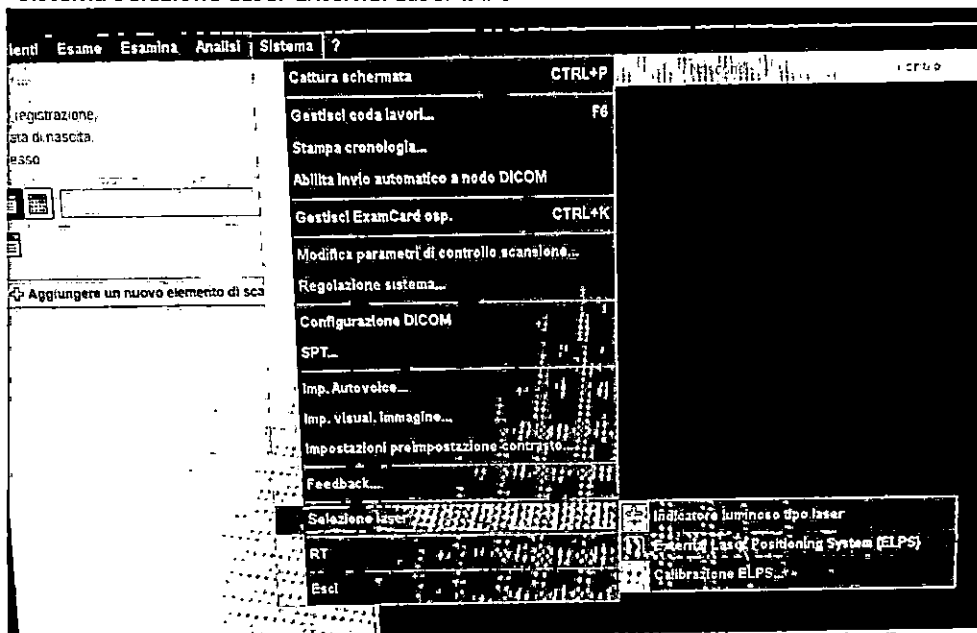 ienti Esame Esamina Analisi Sistema ?
registrazione,
ata di nascita,
esso
Aggiungere un nuovo elemento di sca
Cattura schermata CTRL+P
Gestisci coda lavori... F6
Stampa cronologia...
Abilita invio automatico a nodo DICOM
Gestisci ExamCard osp. CTRL+K
Modifica parametri di controllo scansione...
Regolazione sistema...
Configurazione DICOM
SPT...
Imp. Autovoice...
Imp. visual. immagine...
Impostazioni preimpostazione contrasto...
Feedback...
Selezione laser
RT
Esci
Indicatore luminoso tipo laser
External Laser Positioning System (ELPS)
Calibrazione ELPS...